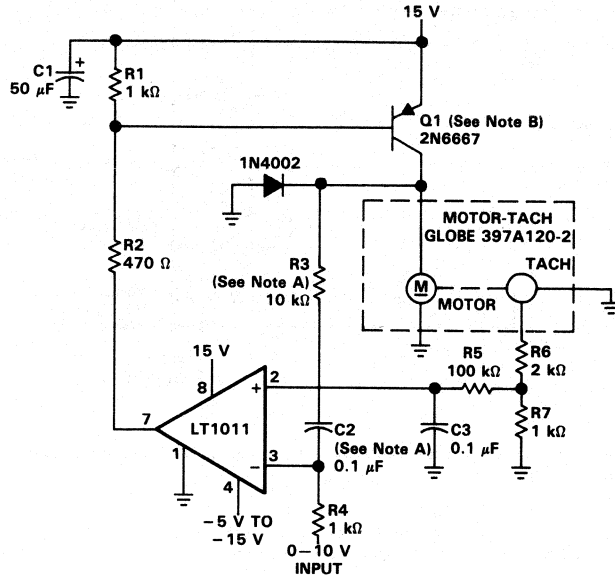 15 V
C1
+
50 µF
R1
1 kΩ
Q1 (See Note B)
2N6667
1N4002
MOTOR-TACH
GLOBE 397A120-2
TACH
M
MOTOR
R2
470 Ω
R3
(See Note A)
10 kΩ
15 V
8
+
2
LT1011
7
1
−
3
4
−5 V TO
−15 V
C2
(See Note A)
0.1 µF
C3
0.1 µF
R5
100 kΩ
R6
2 kΩ
R7
1 kΩ
R4
1 kΩ
0−10 V
INPUT